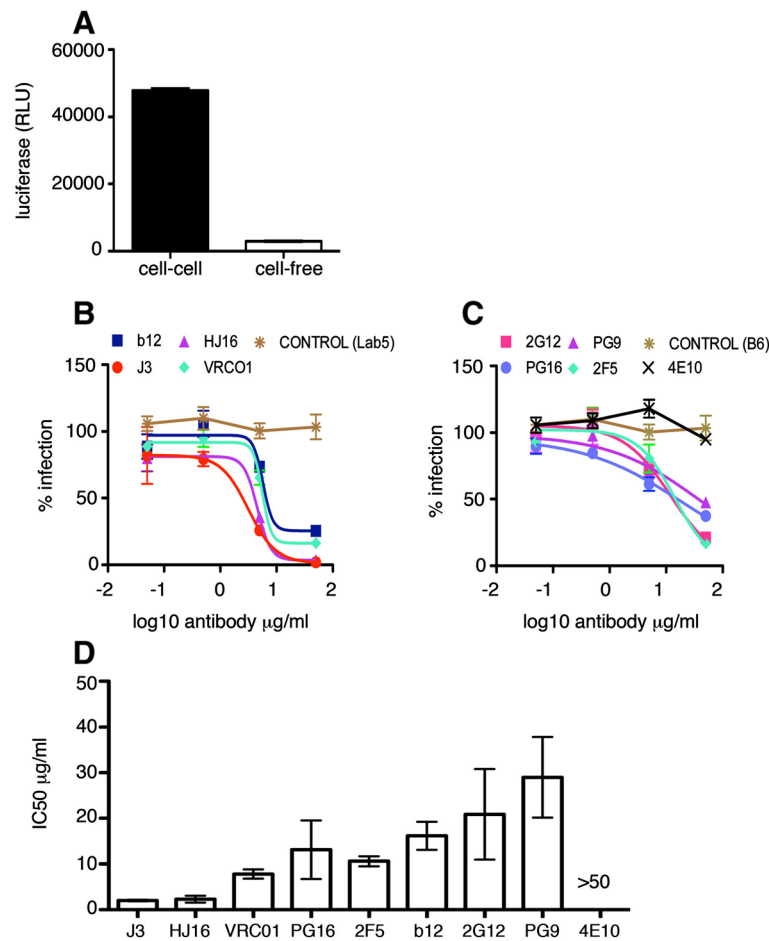 A
60000
40000
20000
0
luciferase (RLU)
cell-cell cell-free
B
b12 HJ16 CONTROL (Lab5)
J3 VRCO1
150
100
50
0
% infection
-2 -1 0 1 2
log10 antibody μg/ml
C
2G12 PG9 CONTROL (B6)
PG16 2F5 4E10
150
100
50
0
% infection
-2 -1 0 1 2
log10 antibody μg/ml
D
50
40
30
20
10
0
IC50 μg/ml
>50
J3 HJ16 VRC01 PG16 2F5 b12 2G12 PG9 4E10